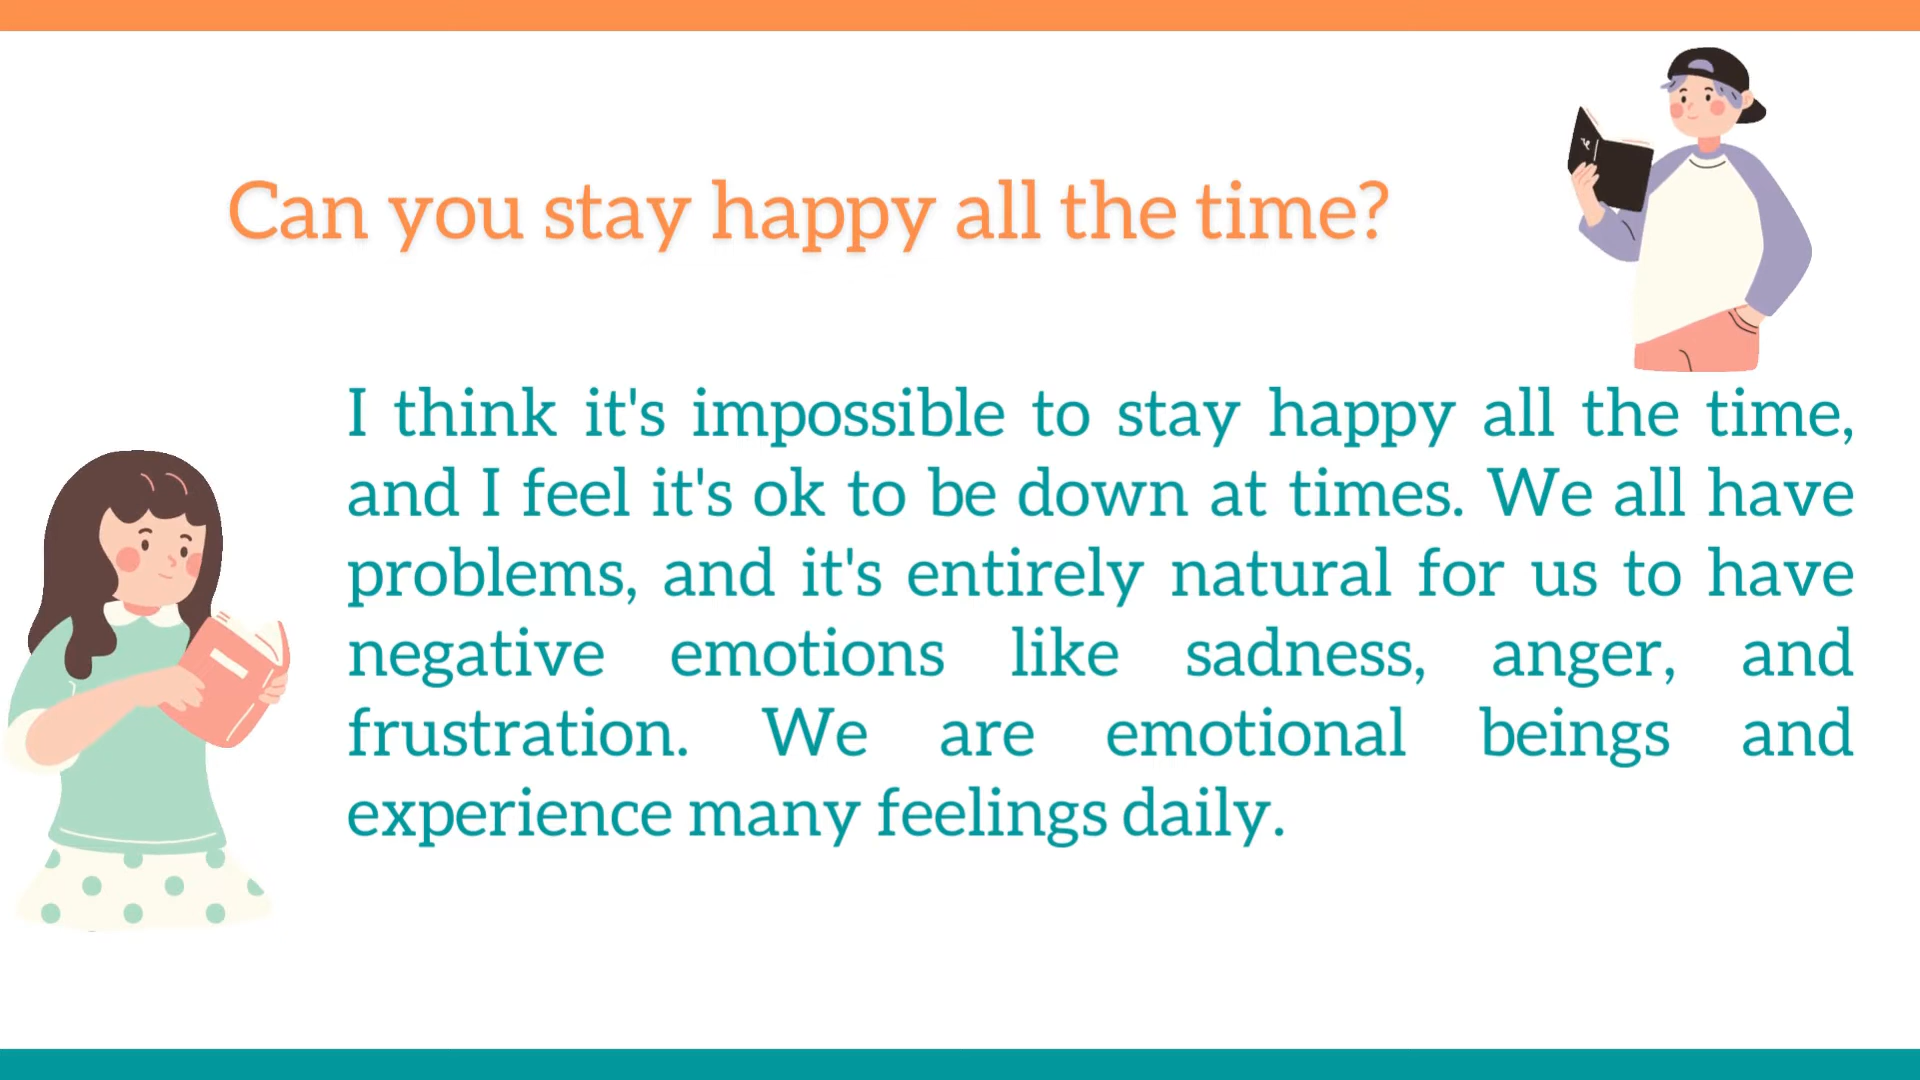 Can you stay happy all the time?
I think it's impossible to stay happy all the time,
and I feel it's ok to be down at times. We all have
problems, and it's entirely natural for us to have
negative emotions like sadness, anger, and
frustration. We are emotional beings and
experience many feelings daily.